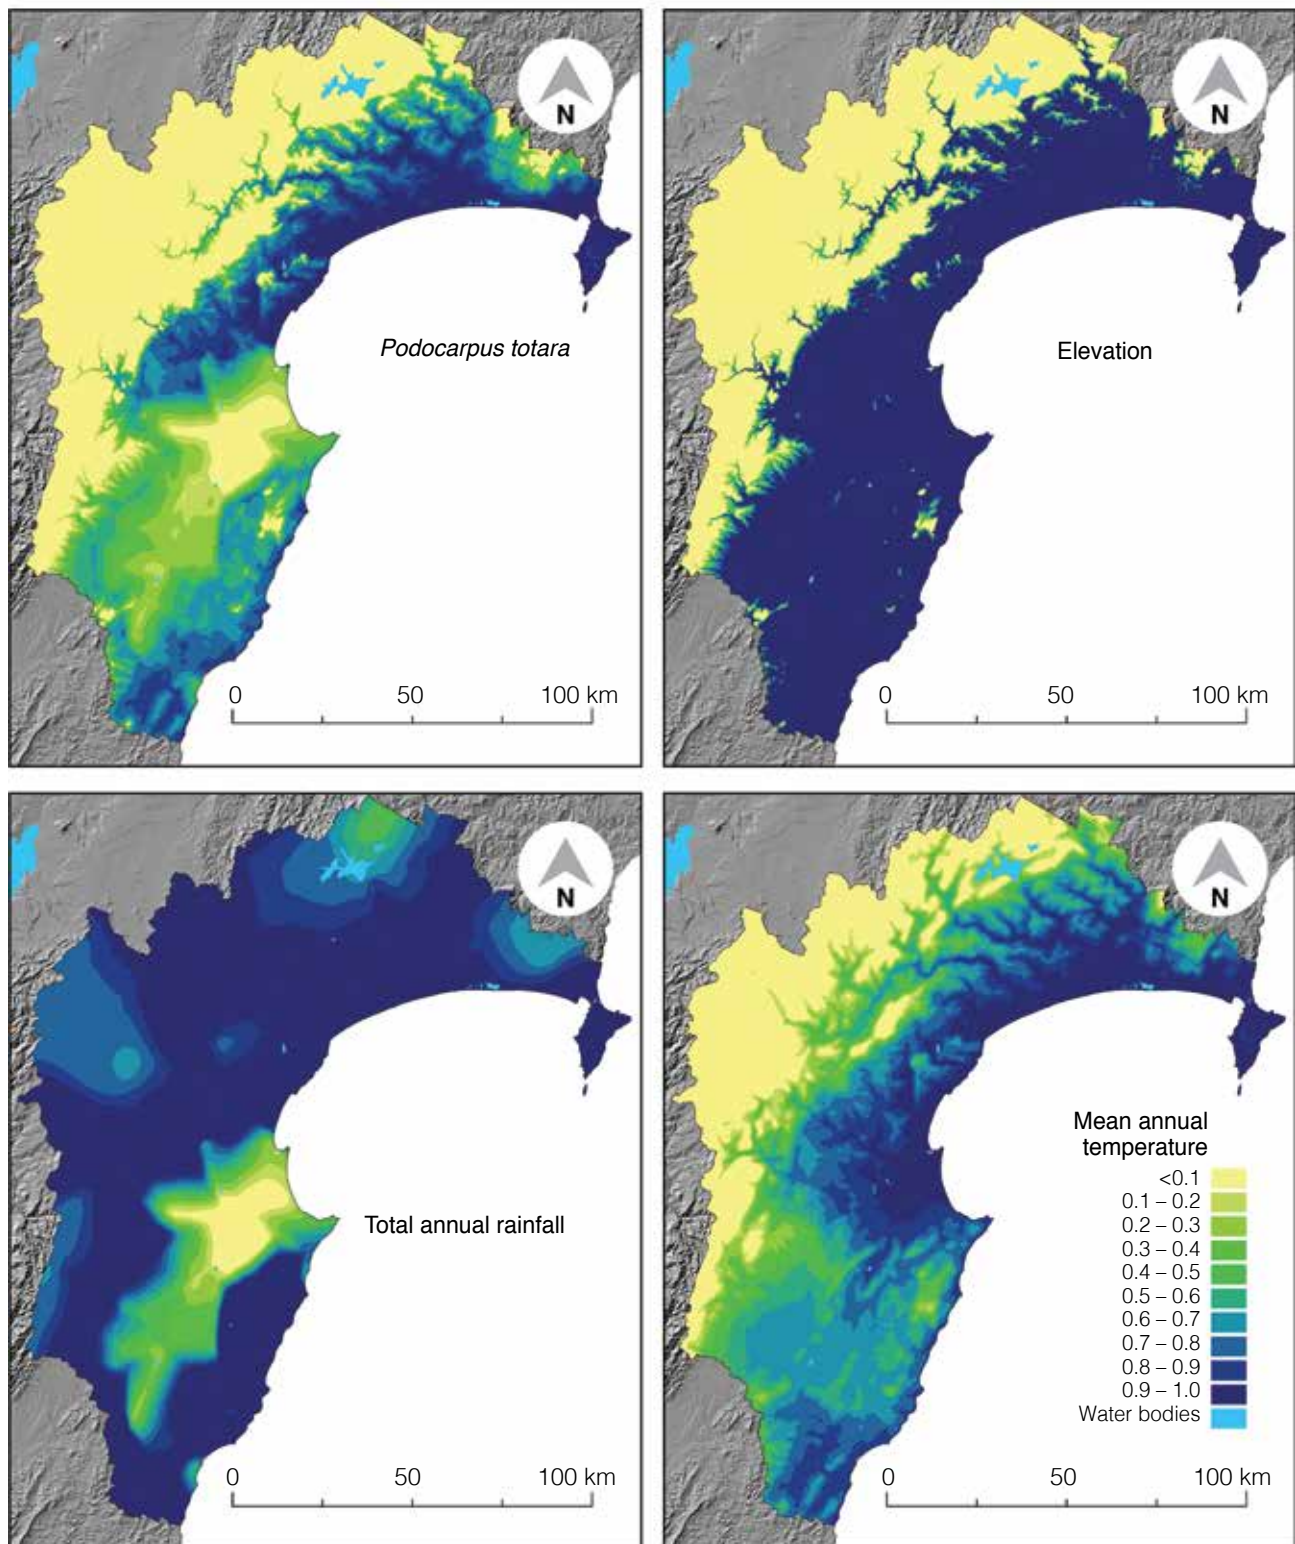 N
Podocarpus totara
0 50 100 km
N
Elevation
0 50 100 km
N
Total annual rainfall
0 50 100 km
N
Mean annual
temperature
<0.1
0.1 – 0.2
0.2 – 0.3
0.3 – 0.4
0.4 – 0.5
0.5 – 0.6
0.6 – 0.7
0.7 – 0.8
0.8 – 0.9
0.9 – 1.0
Water bodies
0 50 100 km